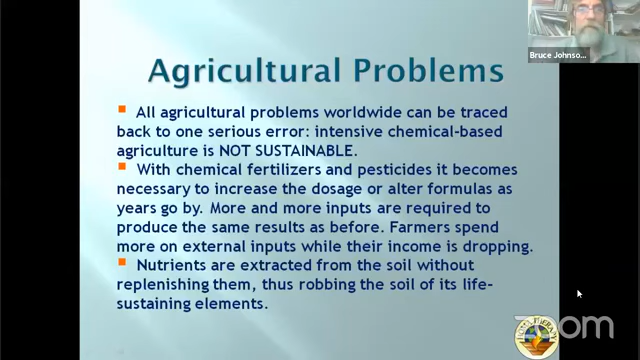 Bruce Johnso...
Agricultural Problems
All agricultural problems worldwide can be traced
back to one serious error: intensive chemical-based
agriculture is NOT SUSTAINABLE.
With chemical fertilizers and pesticides it becomes
necessary to increase the dosage or alter formulas as
years go by. More and more inputs are required to
produce the same results as before. Farmers spend
more on external inputs while their income is dropping.
Nutrients are extracted from the soil without
replenishing them, thus robbing the soil of its life-
sustaining elements.
zoom